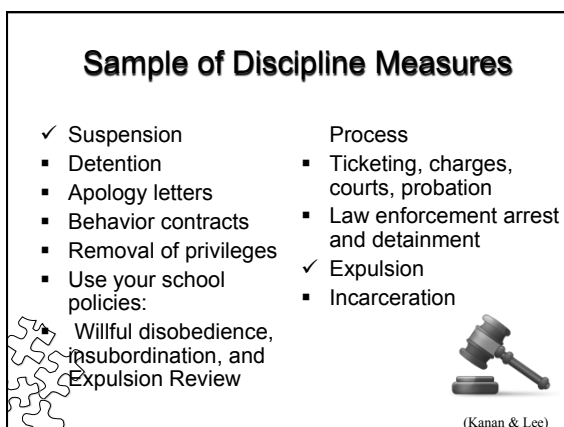 Sample of Discipline Measures
✓ Suspension
▪ Detention
▪ Apology letters
▪ Behavior contracts
▪ Removal of privileges
▪ Use your school
policies:
▪ Willful disobedience,
insubordination, and
Expulsion Review
Process
▪ Ticketing, charges,
courts, probation
▪ Law enforcement arrest
and detainment
✓ Expulsion
▪ Incarceration
(Kanan & Lee)